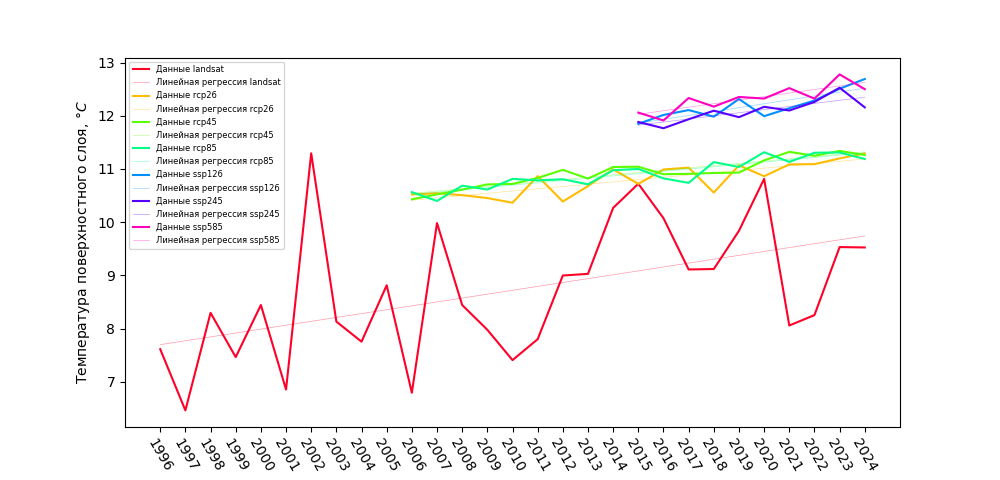 Температура поверхностного слоя, °C
13
12
11
10
9
8
7
Данные landsat
Линейная регрессия landsat
Данные rcp26
Линейная регрессия rcp26
Данные rcp45
Линейная регрессия rcp45
Данные rcp85
Линейная регрессия rcp85
Данные ssp126
Линейная регрессия ssp126
Данные ssp245
Линейная регрессия ssp245
Данные ssp585
Линейная регрессия ssp585
1996
1997
1998
1999
2000
2001
2002
2003
2004
2005
2006
2007
2008
2009
2010
2011
2012
2013
2014
2015
2016
2017
2018
2019
2020
2021
2022
2023
2024